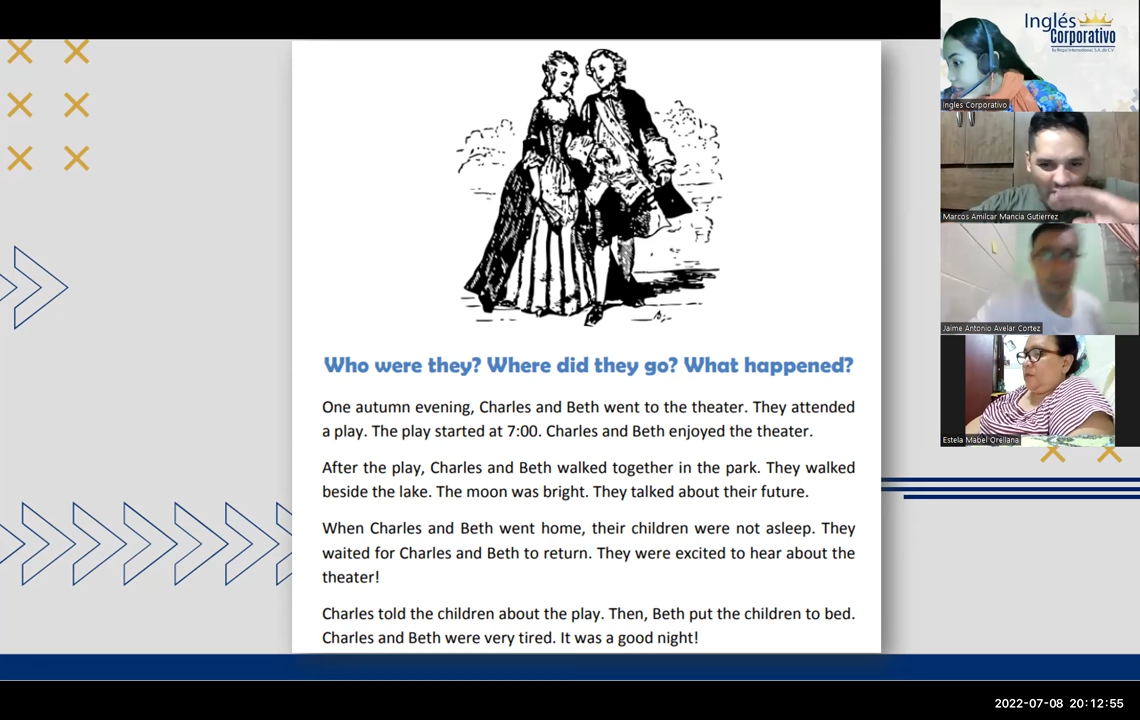 Inglés
Corporativo
By Regal International, S.A. de C.V.
Ingles Corporativo
Marcos Amilcar Mancia Gutierrez
Jaime Antonio Avelar Cortez
Estela Mabel Orellana
Who were they? Where did they go? What happened?
One autumn evening, Charles and Beth went to the theater. They attended
a play. The play started at 7:00. Charles and Beth enjoyed the theater.
After the play, Charles and Beth walked together in the park. They walked
beside the lake. The moon was bright. They talked about their future.
When Charles and Beth went home, their children were not asleep. They
waited for Charles and Beth to return. They were excited to hear about the
theater!
Charles told the children about the play. Then, Beth put the children to bed.
Charles and Beth were very tired. It was a good night!
2022-07-08 20:12:55